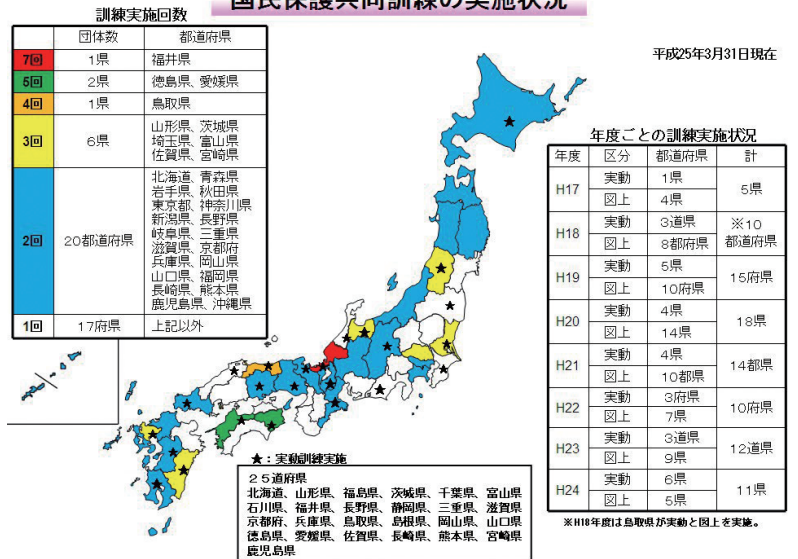 国民保護共同訓練の実施状況
訓練実施回数
平成25年3月31日現在
団体数 都道府県
7回 1県 福井県
5回 2県 徳島県、愛媛県
4回 1県 鳥取県
3回 6県 山形県、茨城県
埼玉県、富山県
佐賀県、宮崎県
2回 20都道府県 北海道、青森県
岩手県、秋田県
東京都、神奈川県
新潟県、長野県
岐阜県、三重県
滋賀県、京都府
兵庫県、岡山県
山口県、福岡県
長崎県、熊本県
鹿児島県、沖縄県
1回 17府県 上記以外
年度ごとの訓練実施状況
年度 区分 都道府県 計
H17 実動 1県 5県
図上 4県
H18 実動 3道県 ※10
都道府県
図上 8都府県
H19 実動 5県 15府県
図上 10府県
H20 実動 4県 18県
図上 14県
H21 実動 4県 14都県
図上 10都県
H22 実動 3府県 10府県
図上 7県
H23 実動 3道県 12道県
図上 9県
H24 実動 6県 11県
図上 5県
※H18年度は鳥取県が実動と図上を実施。
★:実動訓練実施
25道府県
北海道、山形県、福島県、茨城県、千葉県、富山県
石川県、福井県、長野県、静岡県、三重県、滋賀県
京都府、兵庫県、鳥取県、島根県、岡山県、山口県
徳島県、愛媛県、佐賀県、長崎県、熊本県、宮崎県
鹿児島県